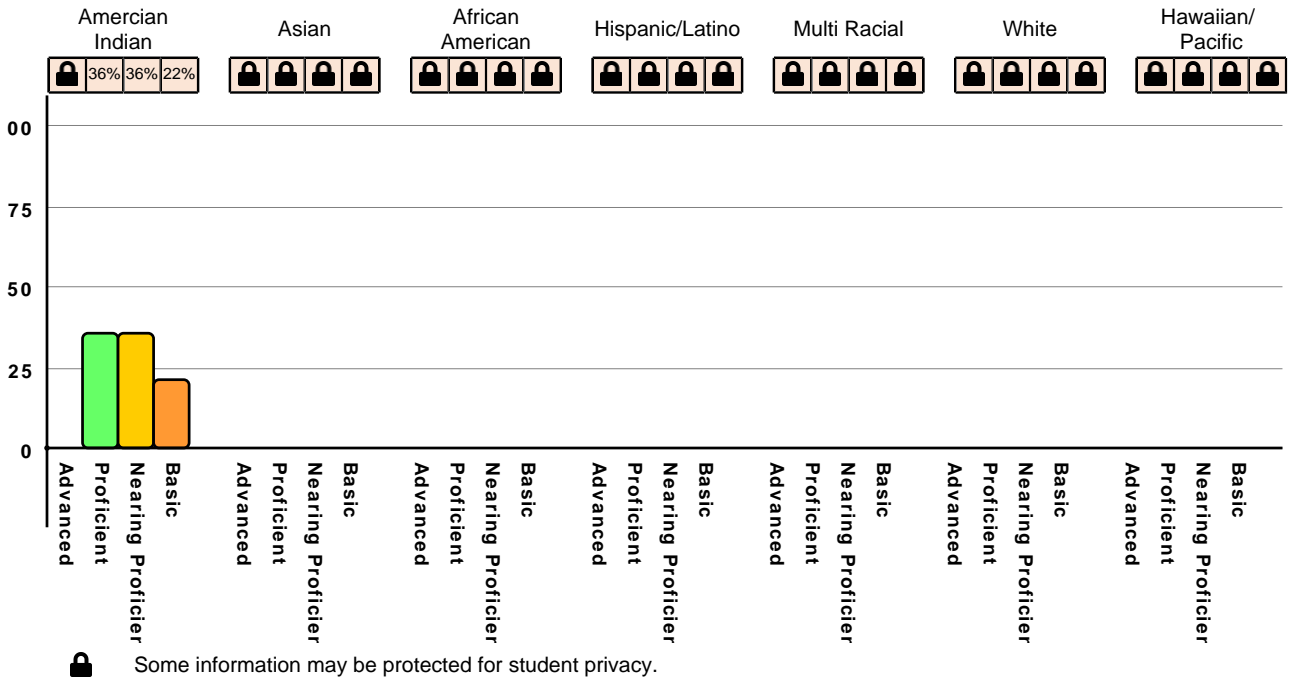 Amercian
Indian
Asian
African
American
Hispanic/Latino
Multi Racial
White
Hawaiian/
Pacific
36% 36% 22%
00
75
50
25
0
Advanced
Proficient
Nearing Proficier
Basic
Advanced
Proficient
Nearing Proficier
Basic
Advanced
Proficient
Nearing Proficier
Basic
Advanced
Proficient
Nearing Proficier
Basic
Advanced
Proficient
Nearing Proficier
Basic
Advanced
Proficient
Nearing Proficier
Basic
Advanced
Proficient
Nearing Proficier
Basic
Some information may be protected for student privacy.